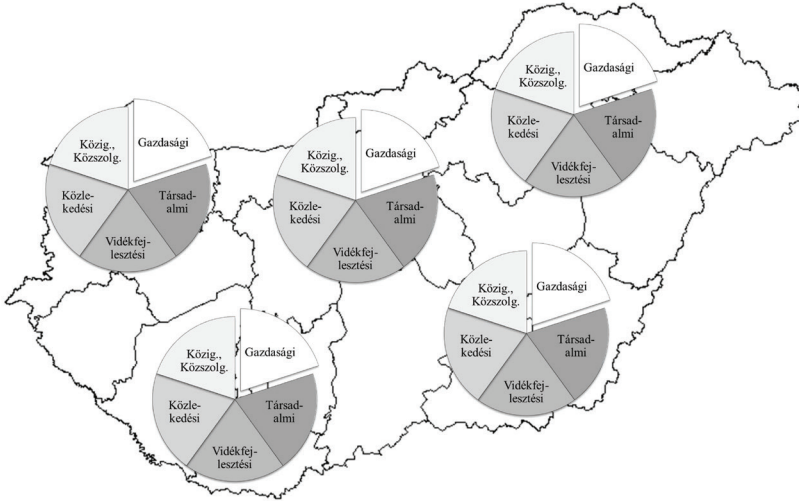 Közig.,
Közszolg.
Gazdasági
Közle-
kedési
Társad-
almi
Vidékfej-
lesztési
Közig.,
Közszolg.
Gazdasági
Közle-
kedési
Társad-
almi
Vidékfej-
lesztési
Közig.,
Közszolg.
Gazdasági
Közle-
kedési
Társad-
almi
Vidékfej-
lesztési
Közig.,
Közszolg.
Gazdasági
Közle-
kedési
Társad-
almi
Vidékfej-
lesztési
Közig.,
Közszolg.
Gazdasági
Közle-
kedési
Társad-
almi
Vidékfej-
lesztési